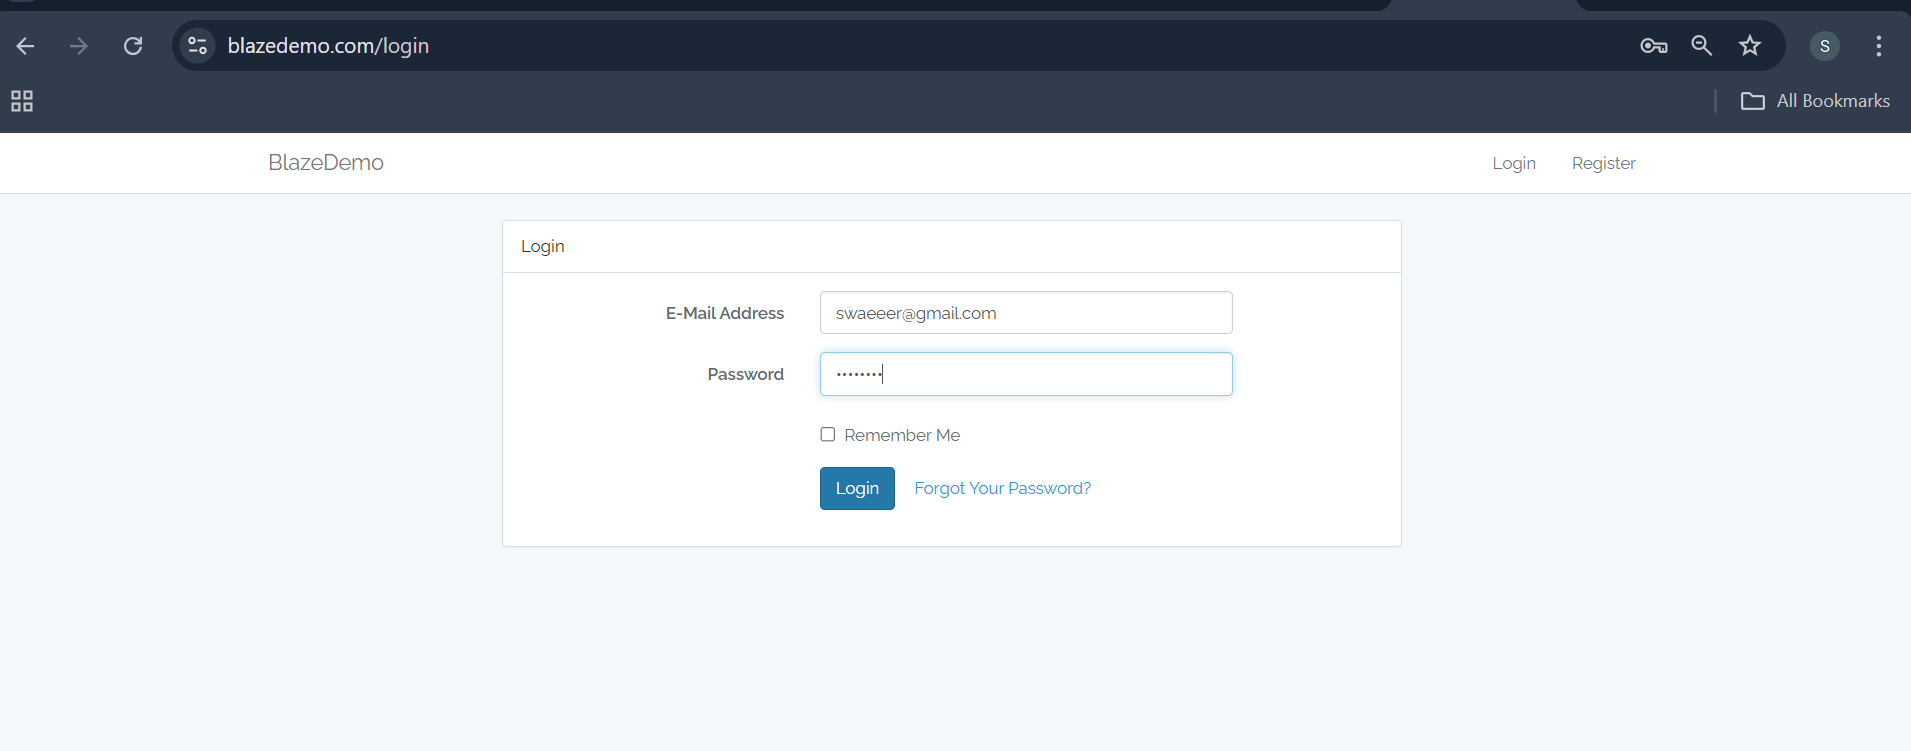 blazedemo.com/login
S
All Bookmarks
BlazeDemo
Login
Register
Login
E-Mail Address
swaeeer@gmail.com
Password
••••••••
Remember Me
Login
Forgot Your Password?